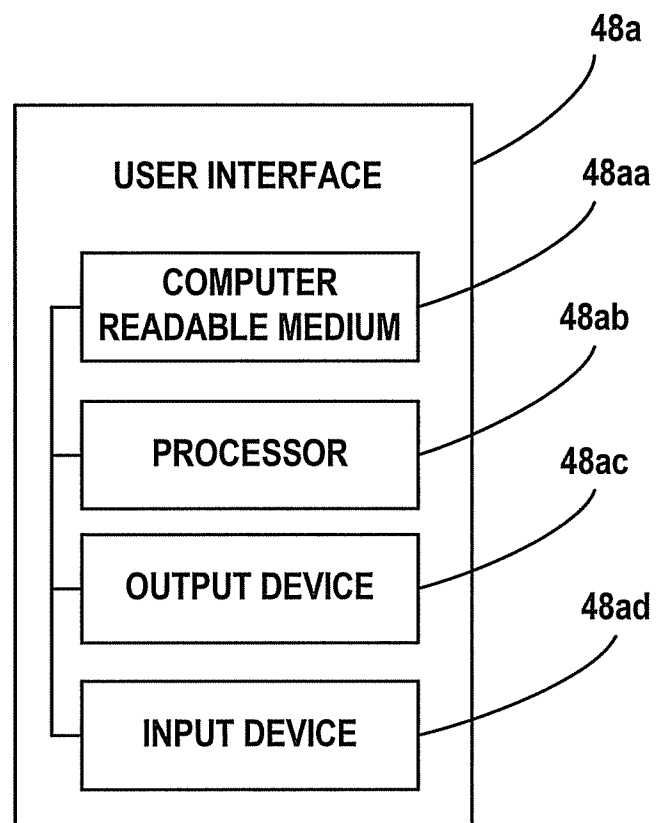 48a
USER INTERFACE
48aa
COMPUTER
READABLE MEDIUM
48ab
PROCESSOR
48ac
OUTPUT DEVICE
48ad
INPUT DEVICE